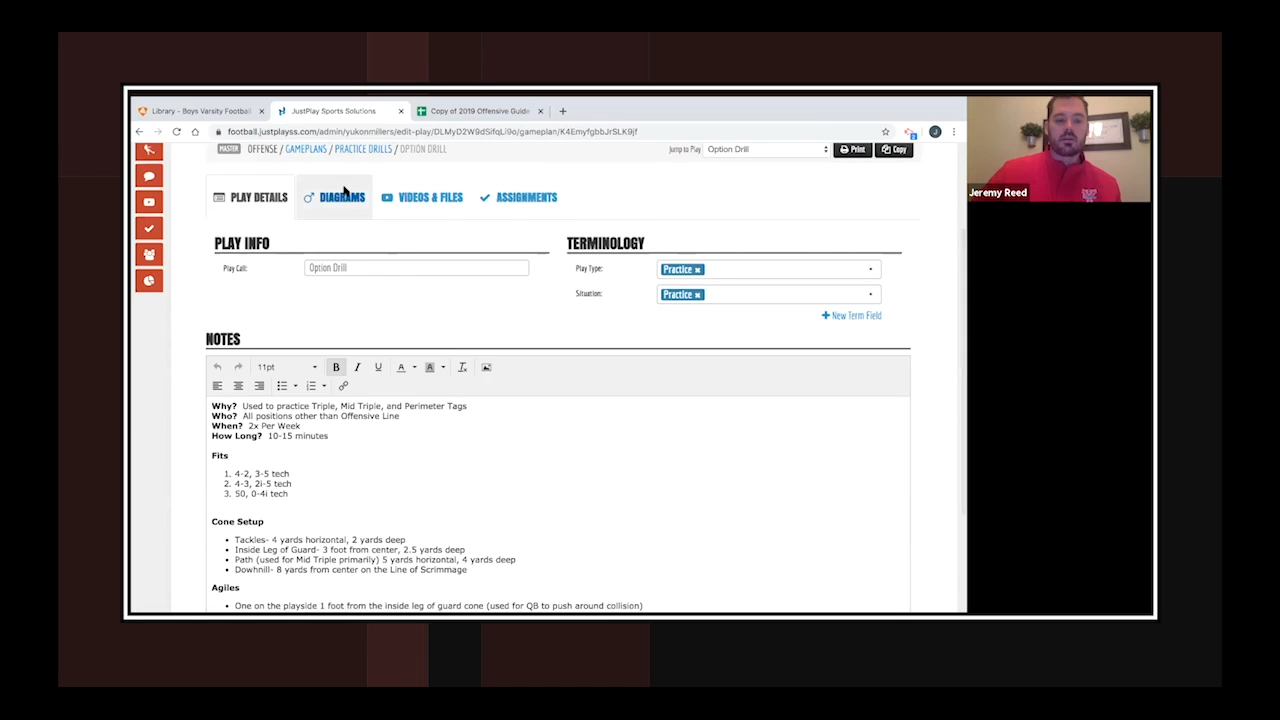 Library - Boys Varsity Football
JustPlay Sports Solutions
Copy of 2019 Offensive Guide
football.justplayss.com/admin/yukonmillers/edit-play/DLMyD2W9dSifqLi9o/gameplan/K4EmyfgbbJrSLK9jf
MASTER OFFENSE / GAMEPLANS / PRACTICE DRILLS / OPTION DRILL
Jump to Play Option Drill Print Copy
PLAY DETAILS DIAGRAMS VIDEOS & FILES ASSIGNMENTS
Jeremy Reed
PLAY INFO TERMINOLOGY
Play Call: Option Drill
Play Type: Practice
Situation: Practice
New Term Field
NOTES
11pt B I U A A
Why? Used to practice Triple, Mid Triple, and Perimeter Tags
Who? All positions other than Offensive Line
When? 2x Per Week
How Long? 10-15 minutes
Fits
1. 4-2, 3-5 tech
2. 4-3, 2i-5 tech
3. 50, 0-4i tech
Cone Setup
• Tackles- 4 yards horizontal, 2 yards deep
• Inside Leg of Guard- 3 foot from center, 2.5 yards deep
• Path (used for Mid Triple primarily) 5 yards horizontal, 4 yards deep
• Dowhnill- 8 yards from center on the Line of Scrimmage
Agiles
• One on the playside 1 foot from the inside leg of guard cone (used for QB to push around collision)